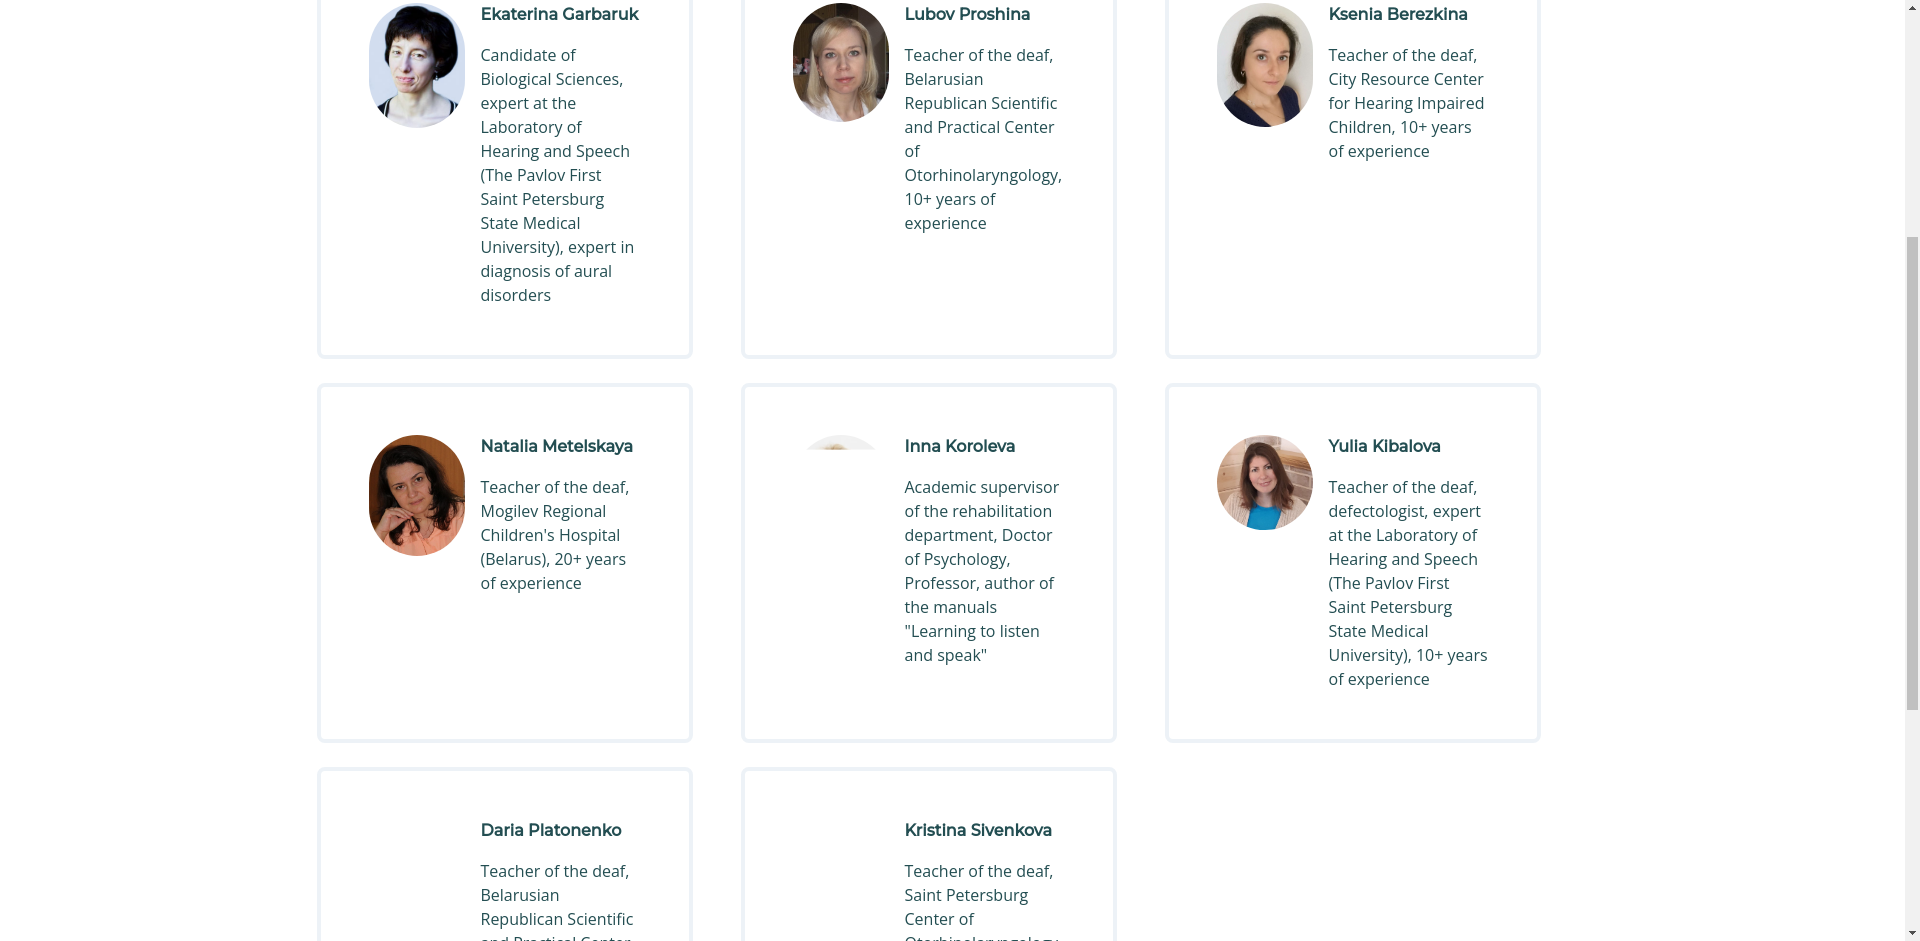 Ekaterina Garbaruk
Candidate of
Biological Sciences,
expert at the
Laboratory of
Hearing and Speech
(The Pavlov First
Saint Petersburg
State Medical
University), expert in
diagnosis of aural
disorders
Lubov Proshina
Teacher of the deaf,
Belarusian
Republican Scientific
and Practical Center
of
Otorhinolaryngology,
10+ years of
experience
Ksenia Berezkina
Teacher of the deaf,
City Resource Center
for Hearing Impaired
Children, 10+ years
of experience
Natalia Metelskaya
Teacher of the deaf,
Mogilev Regional
Children's Hospital
(Belarus), 20+ years
of experience
Inna Koroleva
Academic supervisor
of the rehabilitation
department, Doctor
of Psychology,
Professor, author of
the manuals
"Learning to listen
and speak"
Yulia Kibalova
Teacher of the deaf,
defectologist, expert
at the Laboratory of
Hearing and Speech
(The Pavlov First
Saint Petersburg
State Medical
University), 10+ years
of experience
Daria Platonenko
Teacher of the deaf,
Belarusian
Republican Scientific
and Practical Center
Kristina Sivenkova
Teacher of the deaf,
Saint Petersburg
Center of
Otorhinolaryngology